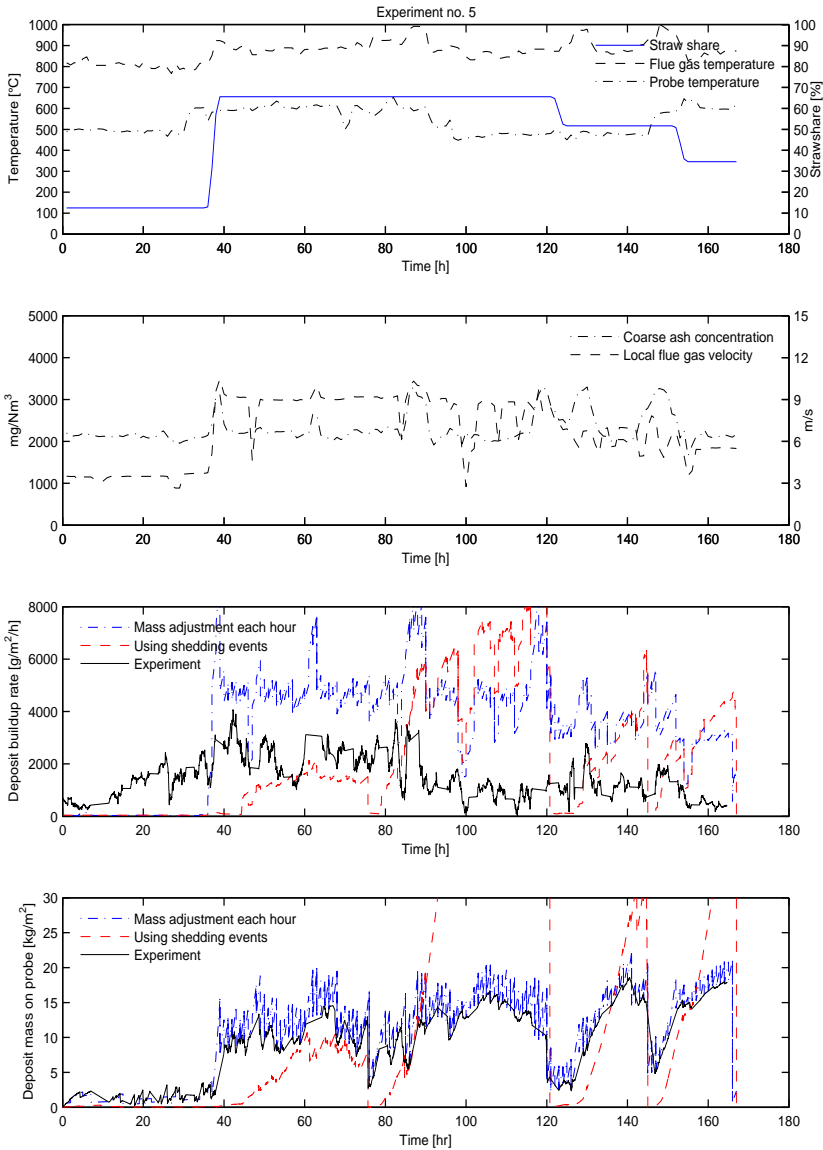 Experiment no. 5
Temperature [°C]
1000
900
800
700
600
500
400
300
200
100
0
Straw share
Flue gas temperature
Probe temperature
100
90
80
70
60
50
40
30
20
10
0
Strawshare [%]
0 20 40 60 80 100 120 140 160 180
Time [h]
mg/Nm3
5000
4000
3000
2000
1000
0
Coarse ash concentration
Local flue gas velocity
15
12
9
6
3
0
m/s
0 20 40 60 80 100 120 140 160 180
Time [h]
Deposit buildup rate [g/m2/h]
8000
6000
4000
2000
0
Mass adjustment each hour
Using shedding events
Experiment
0 20 40 60 80 100 120 140 160 180
Time [h]
Deposit mass on probe [kg/m2]
30
25
20
15
10
5
0
Mass adjustment each hour
Using shedding events
Experiment
0 20 40 60 80 100 120 140 160 180
Time [hr]